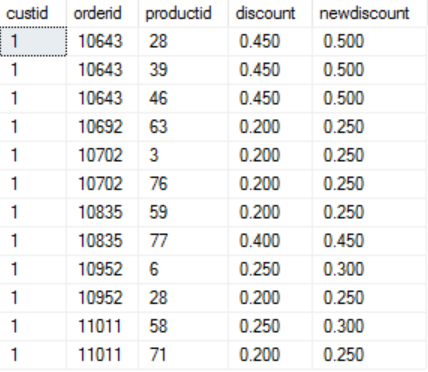 custid orderid productid discount newdiscount
1 10643 28 0.450 0.500
1 10643 39 0.450 0.500
1 10643 46 0.450 0.500
1 10692 63 0.200 0.250
1 10702 3 0.200 0.250
1 10702 76 0.200 0.250
1 10835 59 0.200 0.250
1 10835 77 0.400 0.450
1 10952 6 0.250 0.300
1 10952 28 0.200 0.250
1 11011 58 0.250 0.300
1 11011 71 0.200 0.250